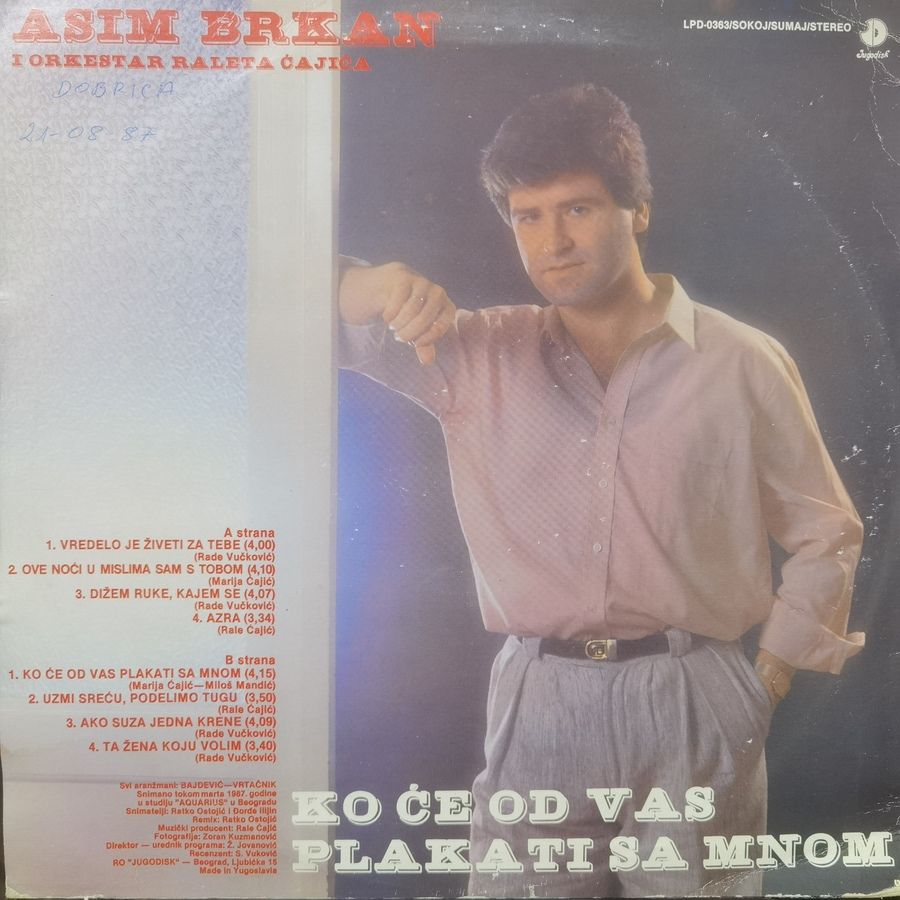 ASIM BRKAN
I ORKESTAR RALETA ĆAJIĆA
LPD-0363/SOKOJ/SUMAJ/STEREO
Jugodisk
DOBRICA
21-08 87
A strana
1. VREDELO JE ŽIVETI ZA TEBE (4,00)
(Rade Vučković)
2. OVE NOĆI U MISLIMA SAM S TOBOM (4,10)
(Marija Ćajić)
3. DIŽEM RUKE, KAJEM SE (4,07)
(Rade Vučković)
4. AZRA (3,34)
(Rale Ćajić)
B strana
1. KO ĆE OD VAS PLAKATI SA MNOM (4,15)
(Marija Ćajić—Miloš Mandić)
2. UZMI SREĆU, PODELIMO TUGU (3,50)
(Rale Ćajić)
3. AKO SUZA JEDNA KRENE (4,09)
(Rade Vučković)
4. TA ŽENA KOJU VOLIM (3,40)
(Rade Vučković)
Svi aranžmani: BAJDEVIĆ—VRTAČNIK
Snimano tokom marta 1987. godine
u studiju "AQUARIUS" u Beogradu
Snimatelji: Ratko Ostojić i Đorđe Ilijin
Remix: Ratko Ostojić
Muzički producent: Rale Ćajić
Fotografije: Zoran Kuzmanović
Direktor — urednik programa: Ž. Jovanović
Recenzent: S. Vuković
RO "JUGODISK" — Beograd, Ljubička 15
Made in Yugoslavia
KO ĆE OD VAS
PLAKATI SA MNOM